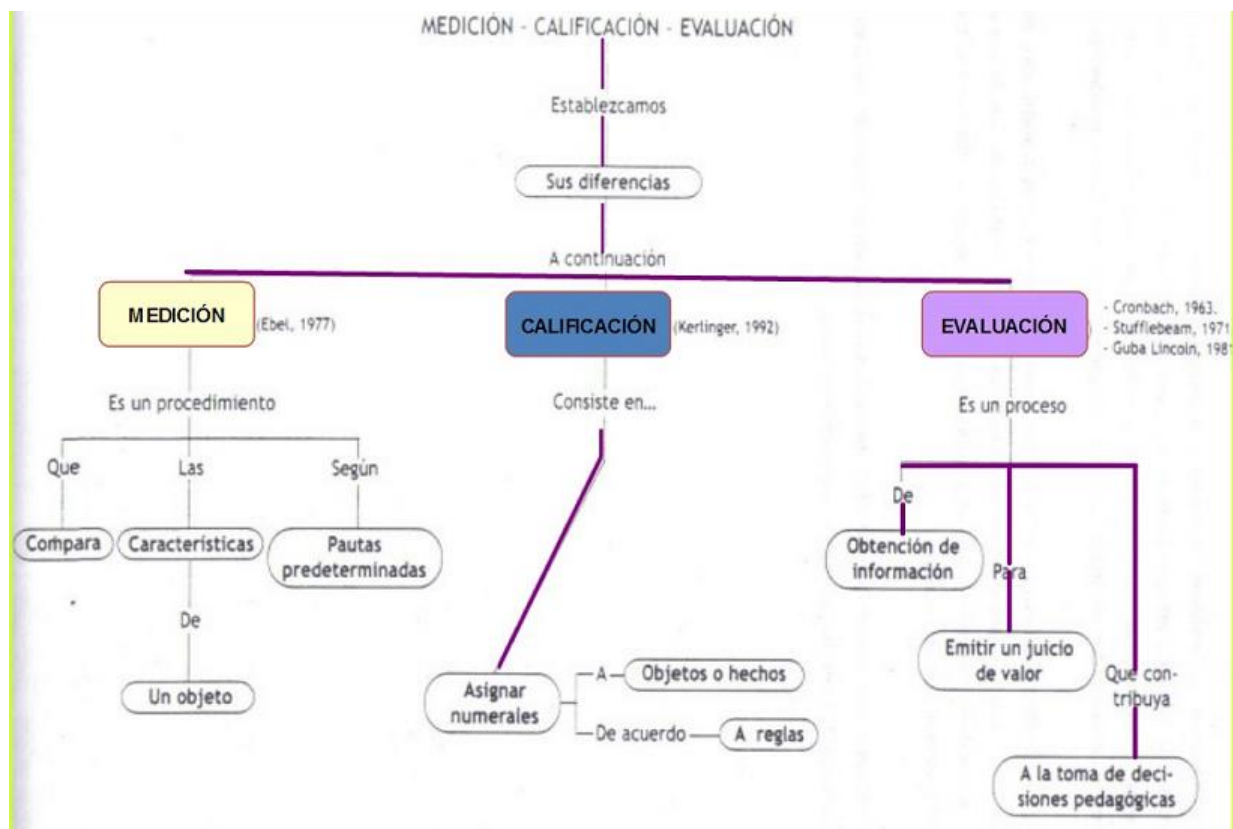 MEDICIÓN - CALIFICACIÓN - EVALUACIÓN
Establezcamos
Sus diferencias
A continuación
MEDICIÓN
(Ebel, 1977)
CALIFICACIÓN
(Kerlinger, 1992)
EVALUACIÓN
- Cronbach, 1963.
- Stufflebeam, 1971
- Guba Lincoln, 1981
Es un procedimiento
Que
Las
Según
Compara
Características
Pautas
predeterminadas
De
Un objeto
Consiste en...
Asignar
numerales
A
Objetos o hechos
De acuerdo
A reglas
Es un proceso
De
Obtención de
información
Para
Emitir un juicio
de valor
Que con-
tribuya
A la toma de deci-
siones pedagógicas